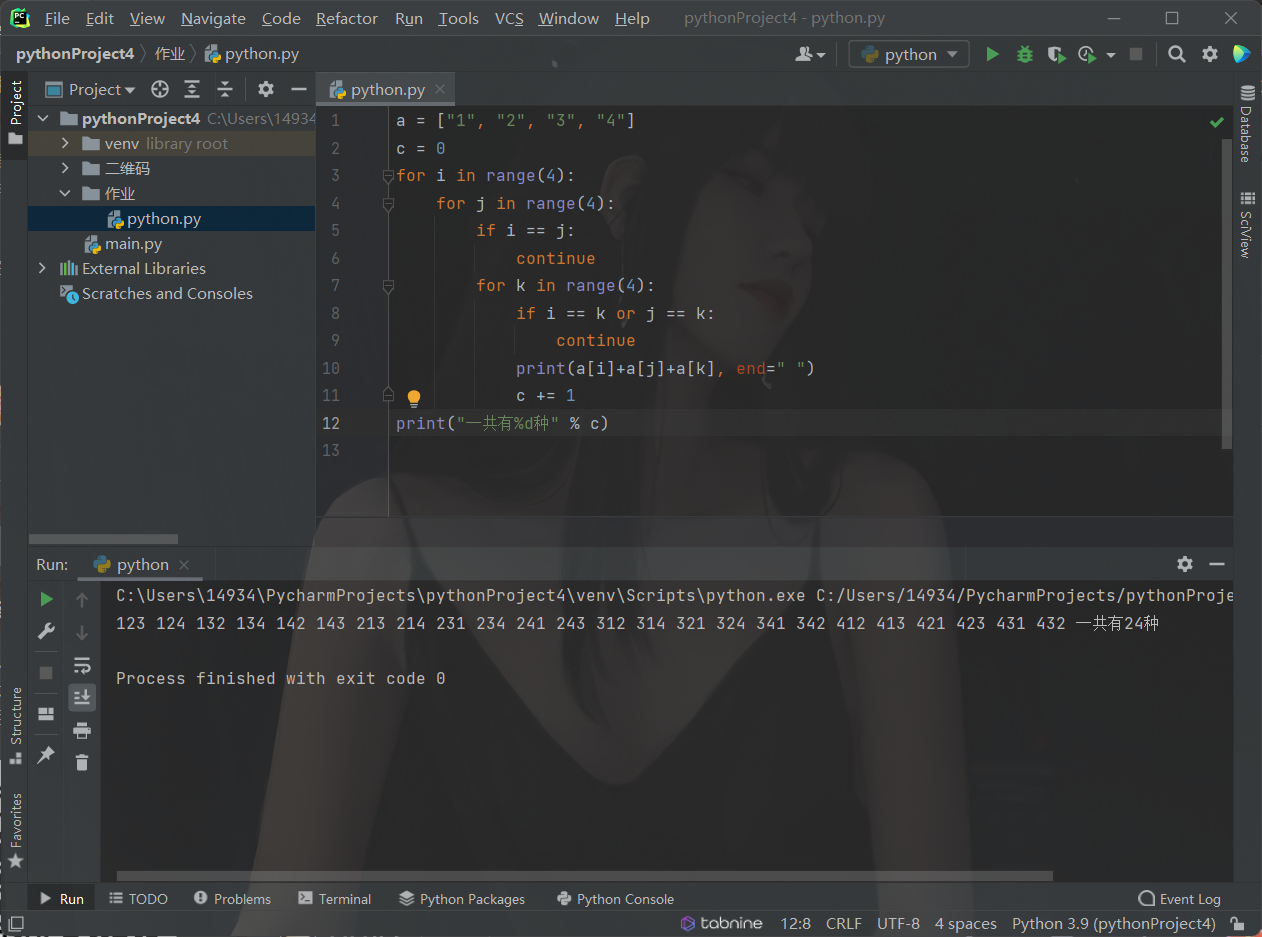 File Edit View Navigate Code Refactor Run Tools VCS Window Help pythonProject4 - python.py
pythonProject4 作业 python.py python
Project
Project
python.py
pythonProject4 C:\Users\14934
venv library root
二维码
作业
python.py
main.py
External Libraries
Scratches and Consoles
1 a = ["1", "2", "3", "4"]
2 c = 0
3 for i in range(4):
4 for j in range(4):
5 if i == j:
6 continue
7 for k in range(4):
8 if i == k or j == k:
9 continue
10 print(a[i]+a[j]+a[k], end=" ")
11 c += 1
12 print("一共有%d种" % c)
13
Database
SciView
Run: python
C:\Users\14934\PycharmProjects\pythonProject4\venv\Scripts\python.exe C:/Users/14934/PycharmProjects/pythonProje
123 124 132 134 142 143 213 214 231 234 241 243 312 314 321 324 341 342 412 413 421 423 431 432 一共有24种
Process finished with exit code 0
Structure
Favorites
Run TODO Problems Terminal Python Packages Python Console Event Log
tabnine 12:8 CRLF UTF-8 4 spaces Python 3.9 (pythonProject4)